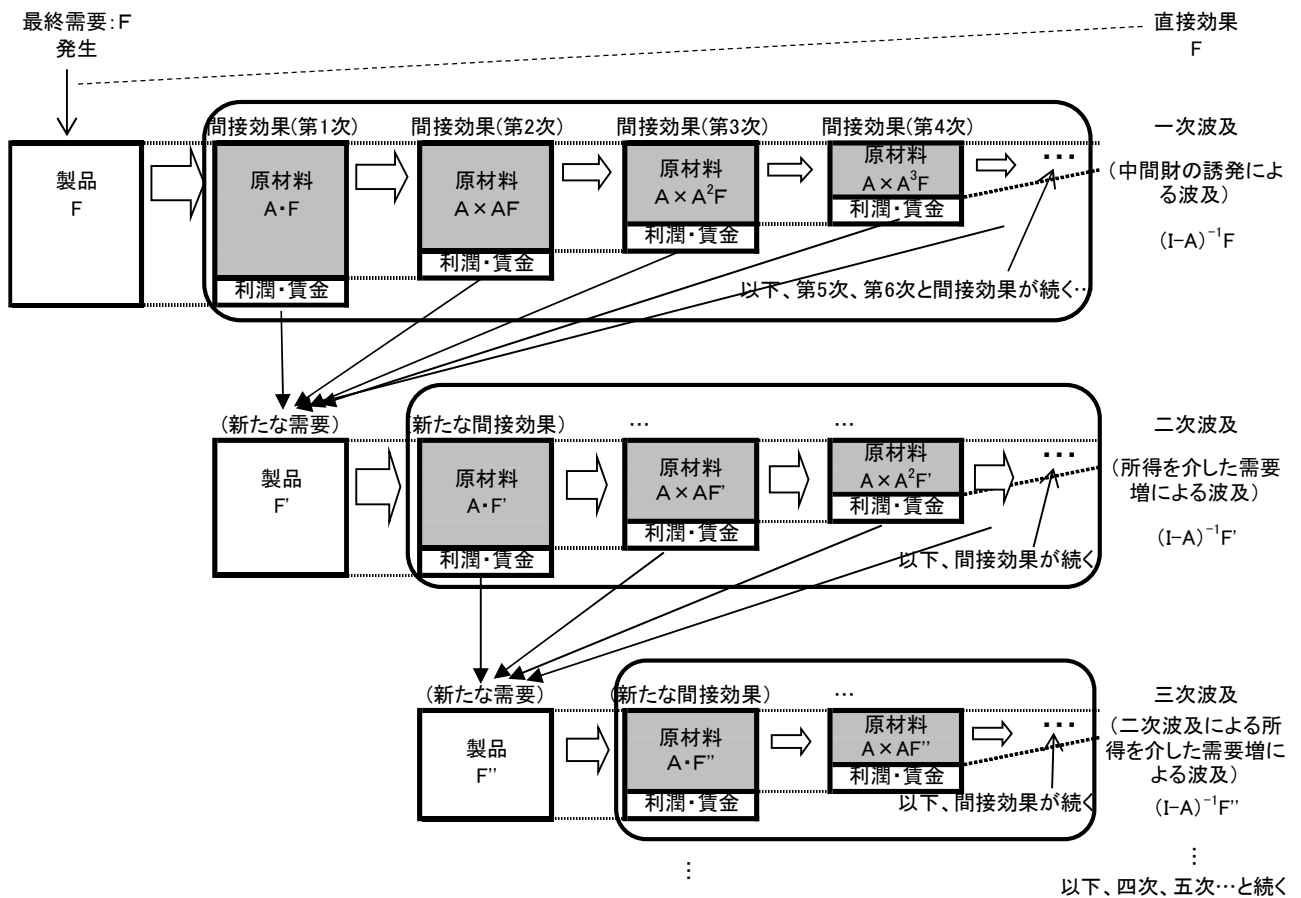 最終需要:F
発生
直接効果
F
間接効果(第1次)
間接効果(第2次)
間接効果(第3次)
間接効果(第4次)
一次波及
(中間財の誘発によ
る波及)
(I-A)⁻¹F
製品
F
原材料
A・F
利潤・賃金
原材料
A×AF
利潤・賃金
原材料
A×A²F
利潤・賃金
原材料
A×A³F
利潤・賃金
…
以下、第5次、第6次と間接効果が続く…
(新たな需要)
(新たな間接効果)
…
…
二次波及
(所得を介した需要
増による波及)
(I-A)⁻¹F'
製品
F'
原材料
A・F'
利潤・賃金
原材料
A×AF'
利潤・賃金
原材料
A×A²F'
利潤・賃金
…
以下、間接効果が続く
(新たな需要)
(新たな間接効果)
…
三次波及
(二次波及による所
得を介した需要増に
よる波及)
(I-A)⁻¹F''
製品
F''
原材料
A・F''
利潤・賃金
原材料
A×AF''
利潤・賃金
…
以下、間接効果が続く
⋮
⋮
以下、四次、五次…と続く